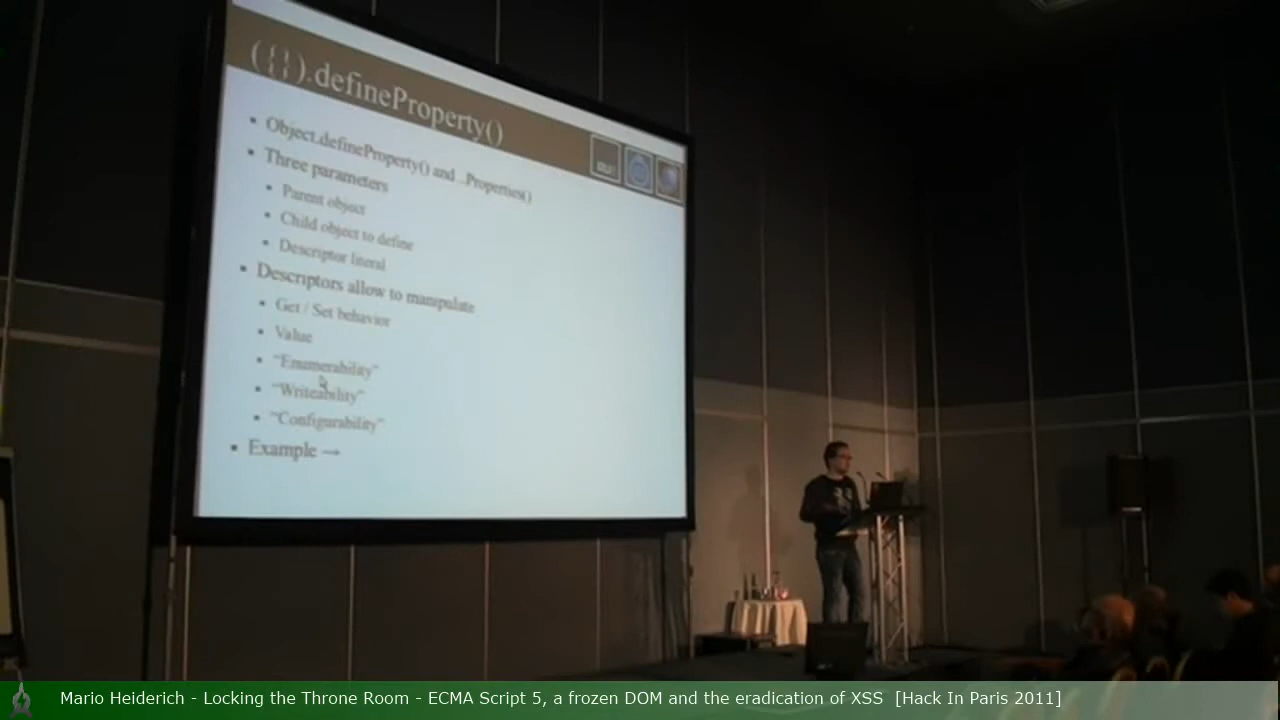 ({}).defineProperty()
Object.defineProperty() and ..Properties()
Three parameters
Parent object
Child object to define
Descriptor literal
Descriptors allow to manipulate
Get / Set behavior
Value
“Enumerability”
“Writeability”
“Configurability”
Example →
Mario Heiderich - Locking the Throne Room - ECMA Script 5, a frozen DOM and the eradication of XSS [Hack In Paris 2011]